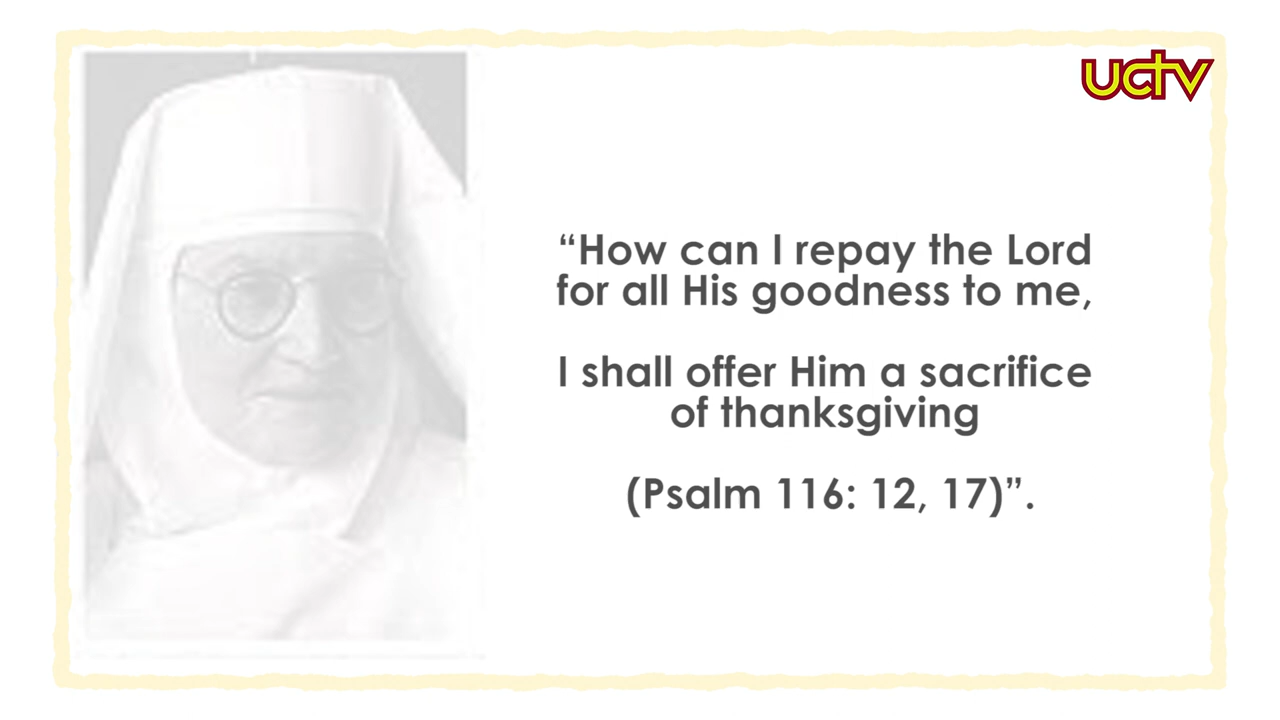 uctv
“How can I repay the Lord
for all His goodness to me,
I shall offer Him a sacrifice
of thanksgiving
(Psalm 116: 12, 17)”.